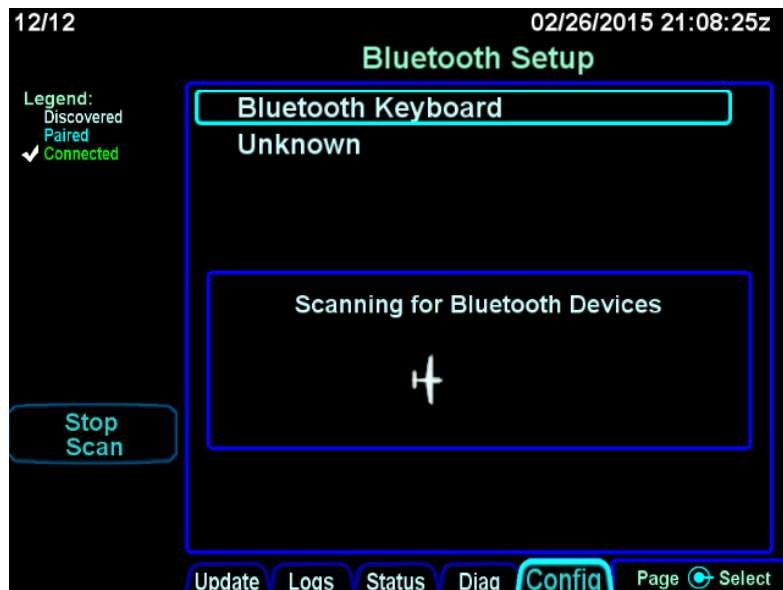 12/12
02/26/2015 21:08:25z
Bluetooth Setup
Legend:
Discovered
Paired
Connected
Bluetooth Keyboard
Unknown
Scanning for Bluetooth Devices
Stop
Scan
Update Logs Status Diag Config Page Select